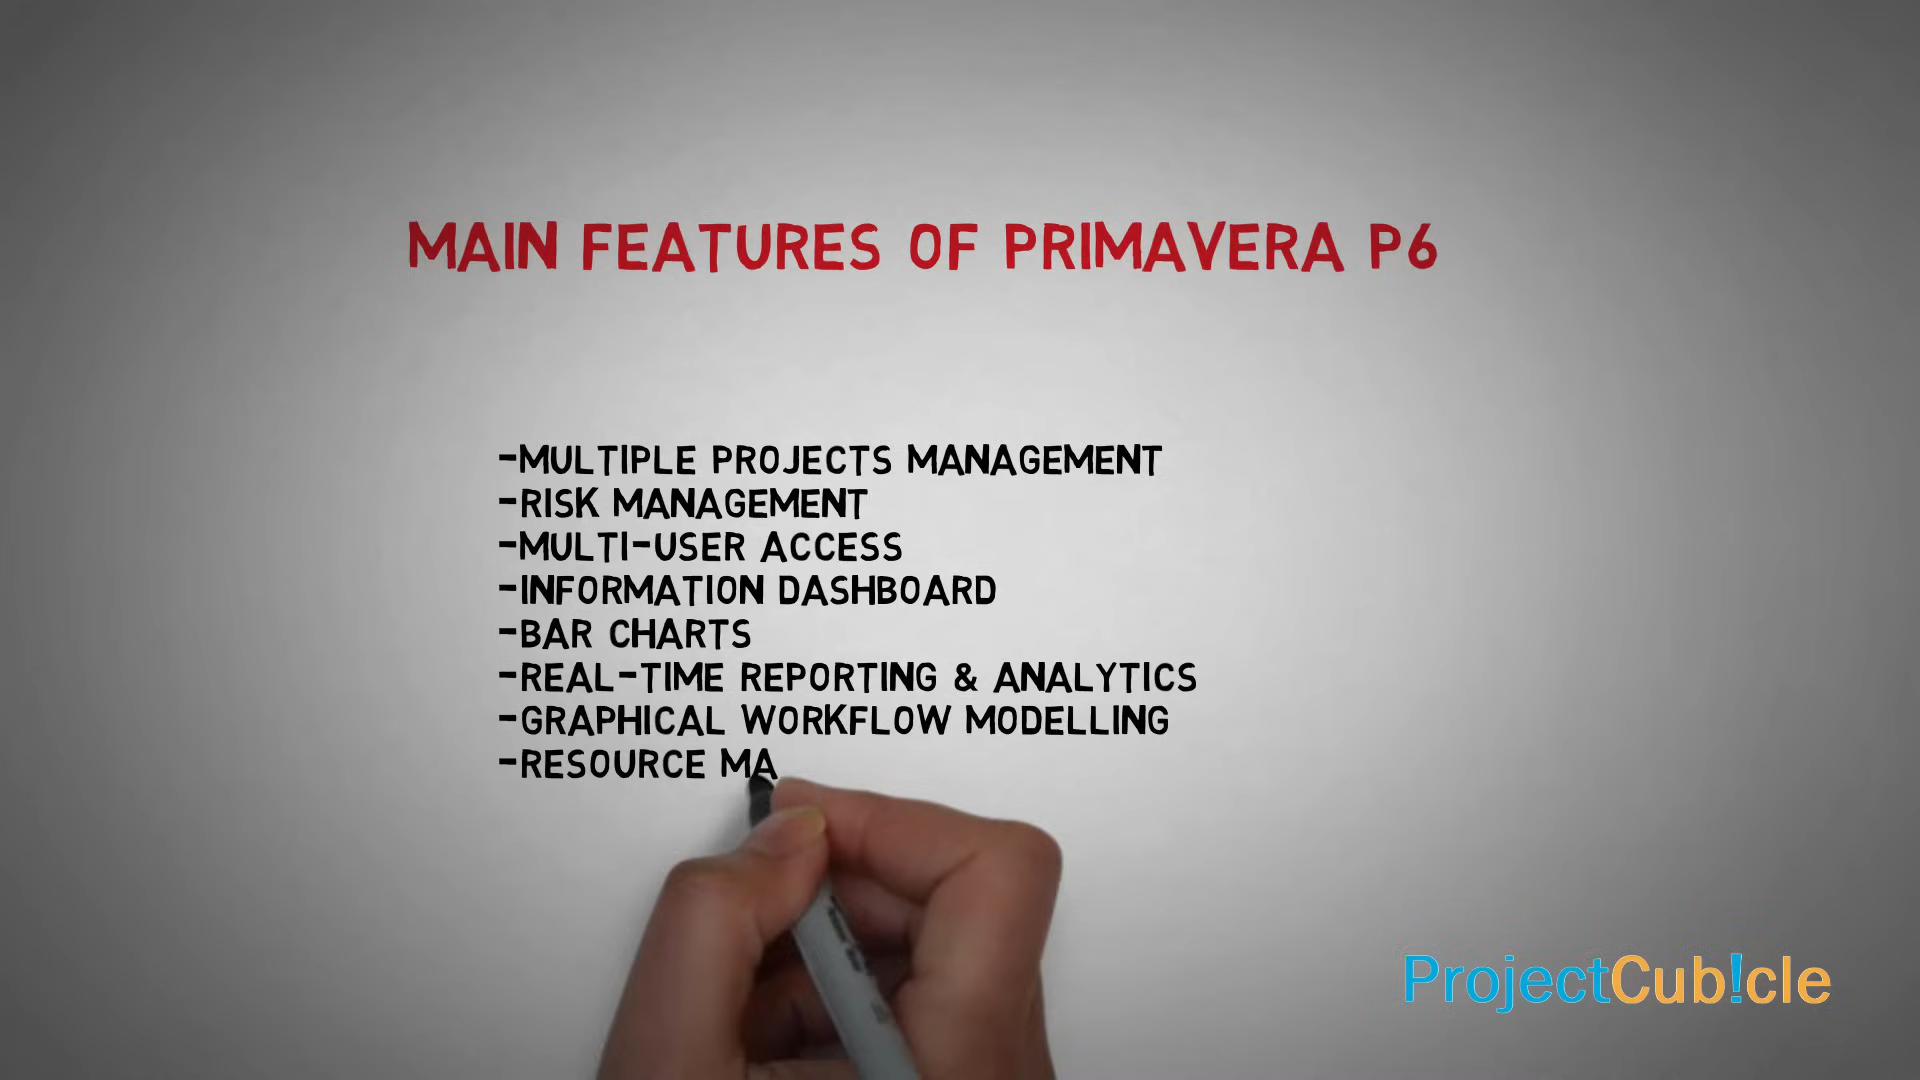 MAIN FEATURES OF PRIMAVERA P6
-MULTIPLE PROJECTS MANAGEMENT
-RISK MANAGEMENT
-MULTI-USER ACCESS
-INFORMATION DASHBOARD
-BAR CHARTS
-REAL-TIME REPORTING & ANALYTICS
-GRAPHICAL WORKFLOW MODELLING
-RESOURCE MA
ProjectCub!cle